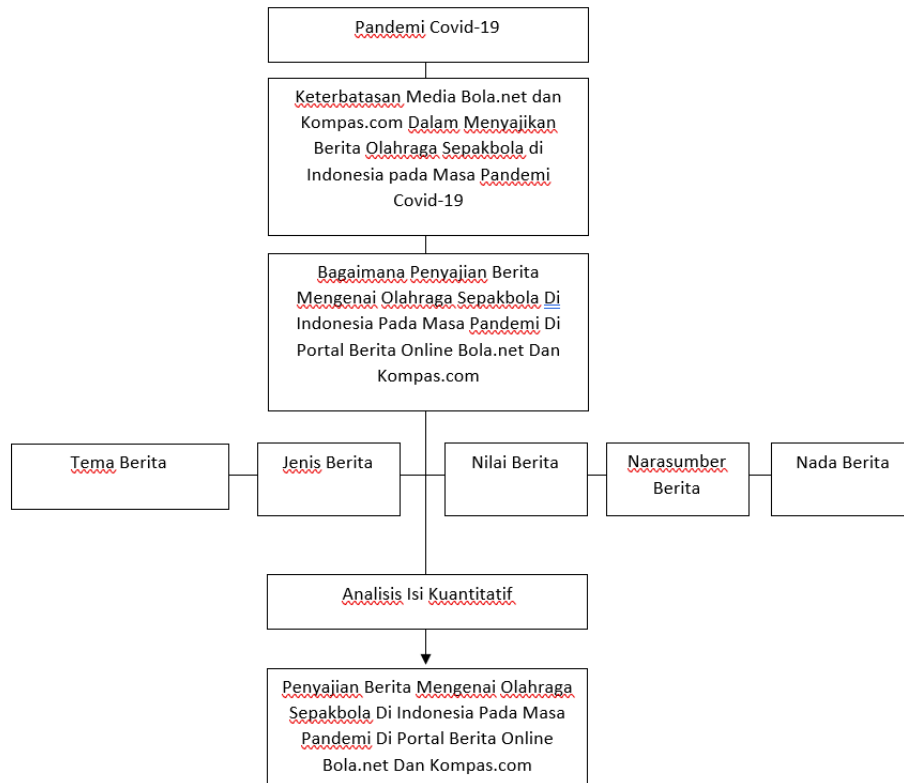 Pandemi Covid-19
Keterbatasan Media Bola.net dan
Kompas.com Dalam Menyajikan
Berita Olahraga Sepakbola di
Indonesia pada Masa Pandemi
Covid-19
Bagaimana Penyajian Berita
Mengenai Olahraga Sepakbola Di
Indonesia Pada Masa Pandemi Di
Portal Berita Online Bola.net Dan
Kompas.com
Tema Berita
Jenis Berita
Nilai Berita
Narasumber
Berita
Nada Berita
Analisis Isi Kuantitatif
Penyajian Berita Mengenai Olahraga
Sepakbola Di Indonesia Pada Masa
Pandemi Di Portal Berita Online
Bola.net Dan Kompas.com